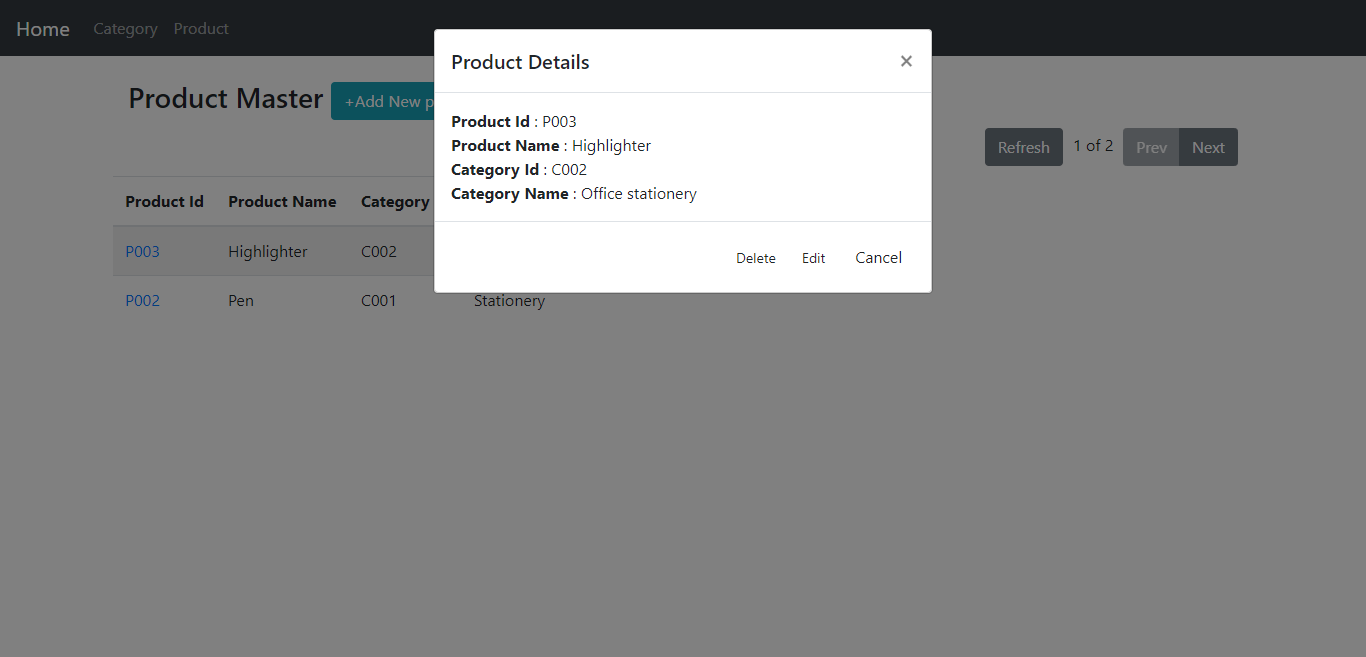 Home Category Product
Product Details ×
Product Master +Add New p
Product Id : P003
Product Name : Highlighter
Category Id : C002
Category Name : Office stationery
Refresh 1 of 2 Prev Next
Product Id Product Name Category
P003 Highlighter C002
Delete Edit Cancel
P002 Pen C001 Stationery